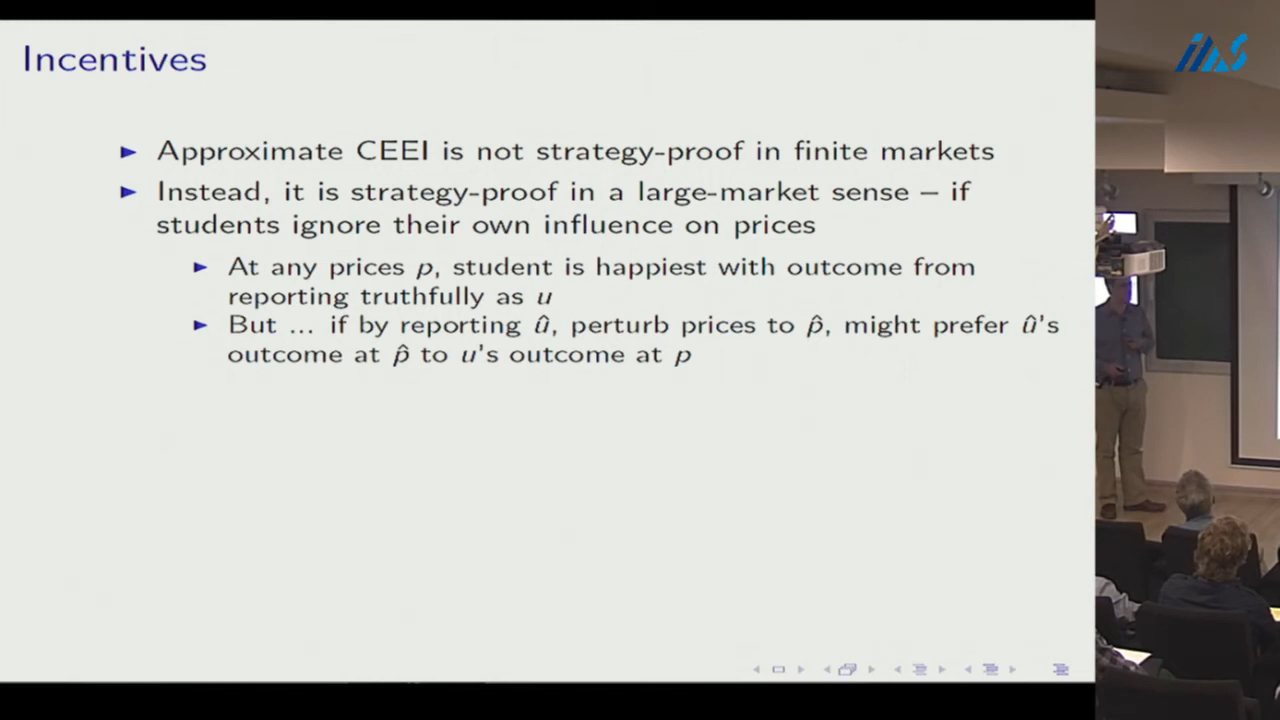 Incentives
► Approximate CEEI is not strategy-proof in finite markets
► Instead, it is strategy-proof in a large-market sense – if
students ignore their own influence on prices
► At any prices p, student is happiest with outcome from
reporting truthfully as u
► But ... if by reporting û, perturb prices to p̂, might prefer û's
outcome at p̂ to u's outcome at p
IIAS